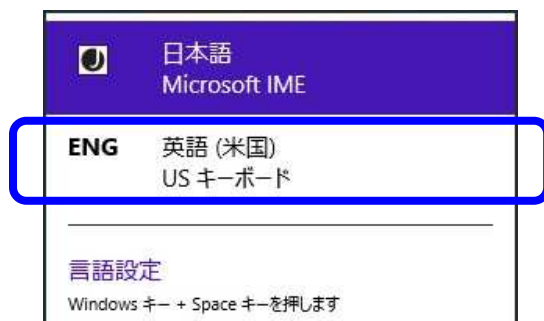 日本語
Microsoft IME
ENG 英語 (米国)
US キーボード
言語設定
Windows キー + Space キーを押します